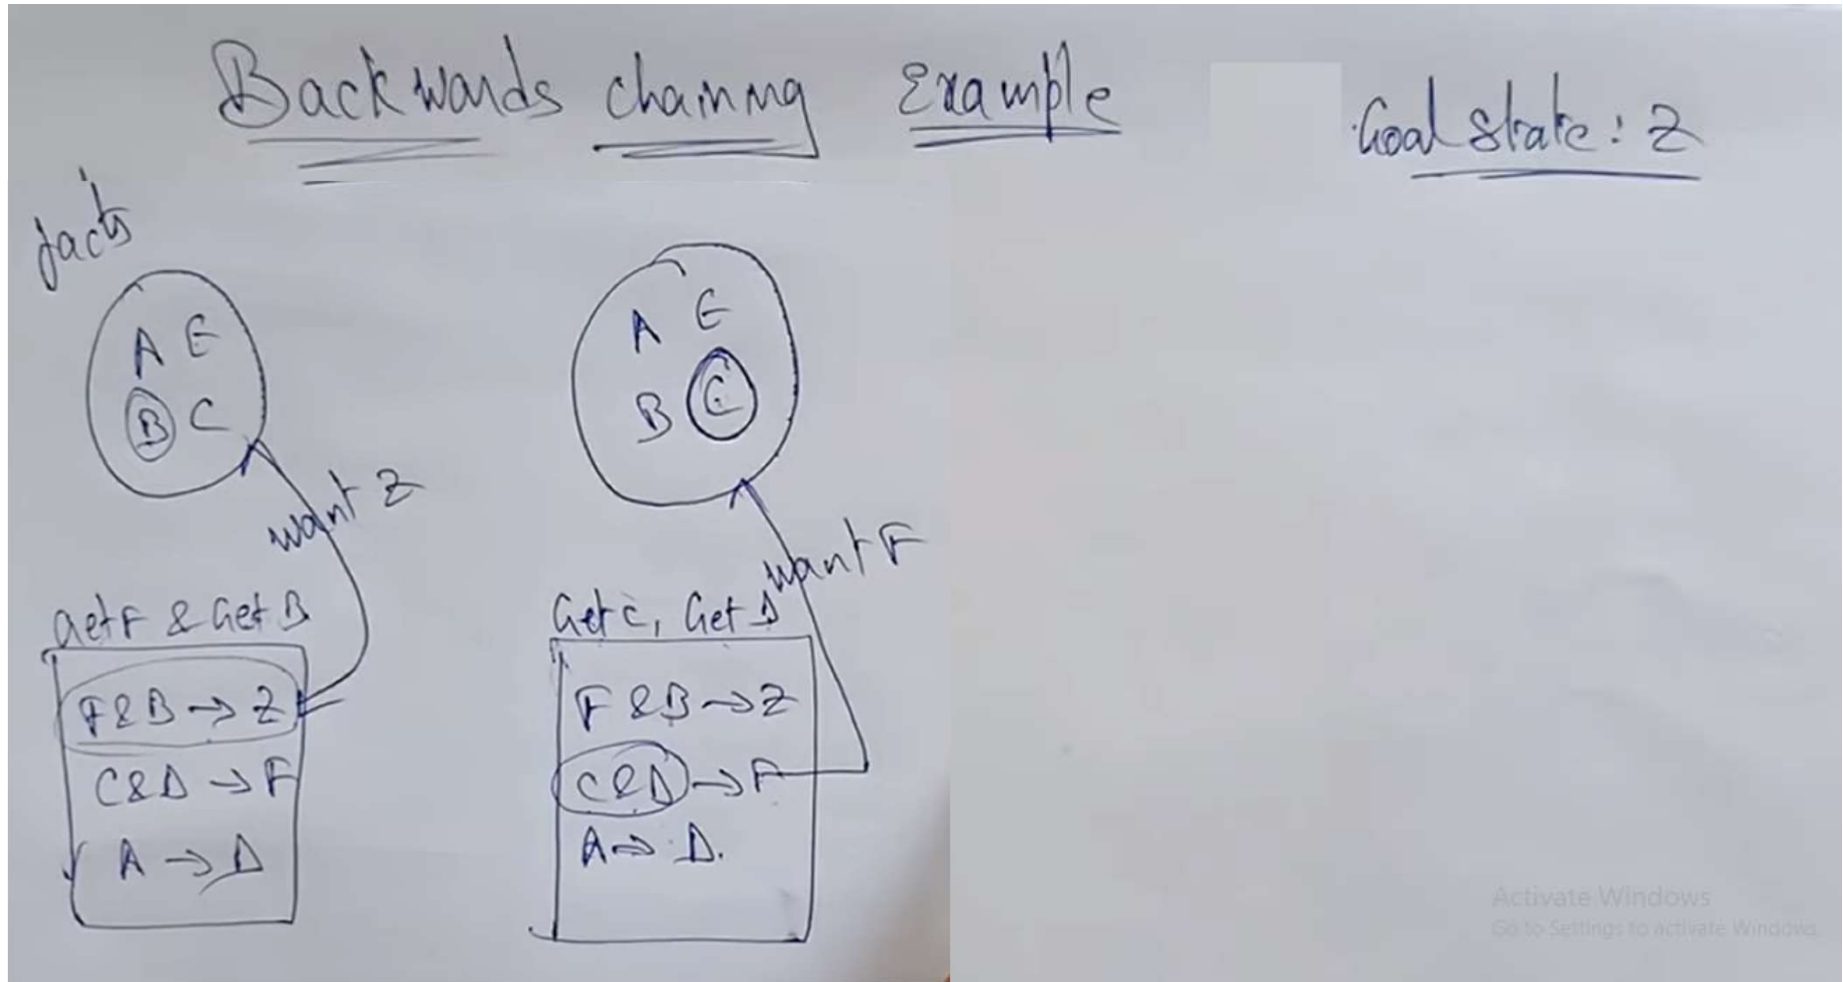 Backwards chaining Example
Goal state: Z
facts
A E
B C
want Z
Get F & Get B
F & B → Z
C & D → F
A → D
A E
B C
want F
Get C, Get D
F & B → Z
C & D → F
A → D.
Activate Windows
Go to Settings to activate Windows.